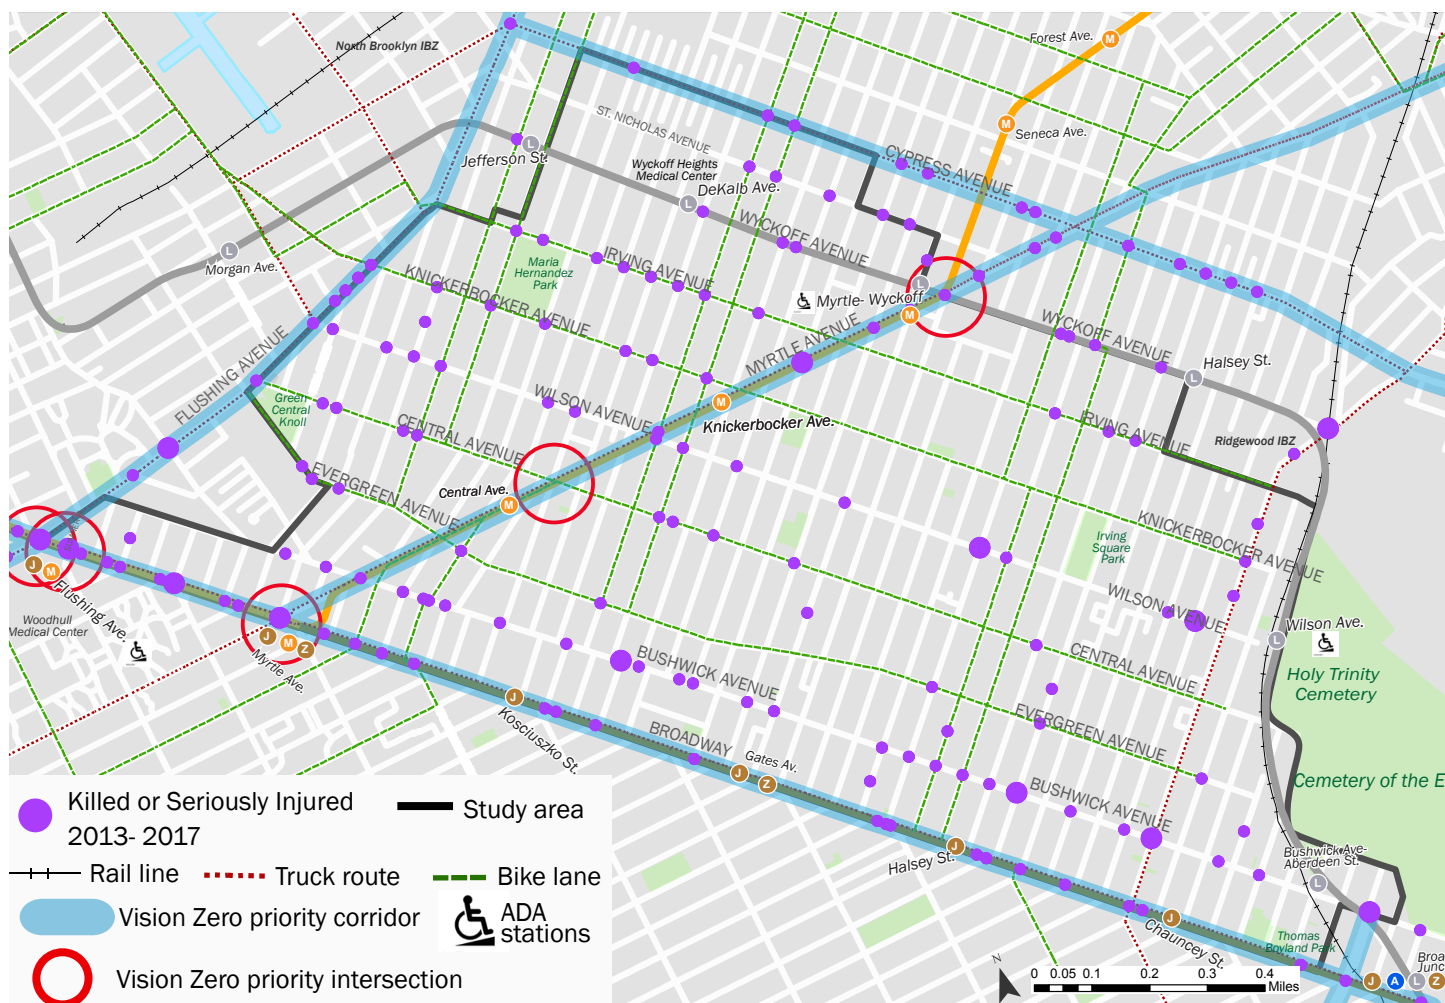 North Brooklyn IBZ
Forest Ave.
M
M
Seneca Ave.
ST. NICHOLAS AVENUE
CYPRESS AVENUE
L
Jefferson St.
Wyckoff Heights
Medical Center
DeKalb Ave.
L
WYCKOFF AVENUE
L
Morgan Ave.
Maria
Hernandez
Park
IRVING AVENUE
KNICKERBOCKER AVENUE
L
Myrtle- Wyckoff
M
MYRTLE AVENUE
WYCKOFF AVENUE
Halsey St.
L
FLUSHING AVENUE
Green
Central
Knoll
WILSON AVENUE
M
Knickerbocker Ave.
CENTRAL AVENUE
IRVING AVENUE
Ridgewood IBZ
EVERGREEN AVENUE
Central Ave.
M
KNICKERBOCKER AVENUE
Irving
Square
Park
J
M
Flushing Ave.
Woodhull
Medical Center
WILSON AVENUE
Wilson Ave.
L
J
M
Z
Myrtle Ave.
BUSHWICK AVENUE
CENTRAL AVENUE
Holy Trinity
Cemetery
J
Kosciuszko St.
BROADWAY
EVERGREEN AVENUE
Gates Av.
J
Z
Cemetery of the E
BUSHWICK AVENUE
Halsey St.
J
Bushwick Ave-
Aberdeen St.
L
J
Chauncey St.
Thomas
Boyland Park
Broa
Junc
J
A
L
Z
Killed or Seriously Injured
2013- 2017
Study area
Rail line
Truck route
Bike lane
Vision Zero priority corridor
ADA
stations
Vision Zero priority intersection
N
0 0.05 0.1 0.2 0.3 0.4
Miles